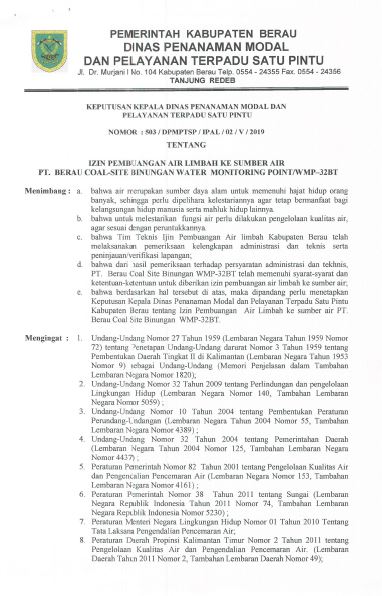 PEMERINTAH KABUPATEN BERAU
DINAS PENANAMAN MODAL
DAN PELAYANAN TERPADU SATU PINTU
Jl. Dr. Murjani I No. 104 Kabupaten Berau Telp. 0554 - 24355 Fax. 0554 - 24356
TANJUNG REDEB
KEPUTUSAN KEPALA DINAS PENANAMAN MODAL DAN
PELAYANAN TERPADU SATU PINTU
NOMOR : 503 / DPMPTSP / IPAL / 02 / V / 2019
TENTANG
IZIN PEMBUANGAN AIR LIMBAH KE SUMBER AIR
PT. BERAU COAL-SITE BINUNGAN WATER MONITORING POINT/WMP-32BT
Menimbang : a. bahwa air merupakan sumber daya alam untuk memenuhi hajat hidup orang
banyak, sehingga perlu dipelihara kelestariannya agar tetap bermanfaat bagi
kelangsungan hidup manusia serta mahluk hidup lainnya.
b. bahwa untuk melestarikan fungsi air perlu dilakukan pengelolaan kualitas air,
agar sesuai dengan peruntukkannya.
c. bahwa Tim Teknis Ijin Pembuangan Air limbah Kabupaten Berau telah
melaksanakan pemeriksaan kelengkapan administrasi dan teknis serta
peninjauan/verifikasi lapangan;
d. bahwa dari hasil pemeriksaan terhadap persyaratan administrasi dan tekhnis,
PT. Berau Coal Site Binungan WMP-32BT telah memenuhi syarat-syarat dan
ketentuan-ketentuan untuk diberikan izin pembuangan air limbah ke sumber air;
e. bahwa berdasarkan hal tersebut di atas, maka dipandang perlu menetapkan
Keputusan Kepala Dinas Penanaman Modal dan Pelayanan Terpadu Satu Pintu
Kabupaten Berau tentang Izin Pembuangan Air Limbah ke sumber air PT.
Berau Coal Site Binungan WMP-32BT.
Mengingat : 1. Undang-Undang Nomor 27 Tahun 1959 (Lembaran Negara Tahun 1959 Nomor
72) tentang Penetapan Undang-Undang darurat Nomor 3 Tahun 1959 tentang
Pembentukan Daerah Tingkat II di Kalimantan (Lembaran Negara Tahun 1953
Nomor 9) sebagai Undang-Undang (Memori Penjelasan dalam Tambahan
Lembaran Negara Nomor 1820);
2. Undang-Undang Nomor 32 Tahun 2009 tentang Perlindungan dan pengelolaan
Lingkungan Hidup (Lembaran Negara Nomor 140, Tambahan Lembaran
Negara Nomor 5059) ;
3. Undang-Undang Nomor 10 Tahun 2004 tentang Pembentukan Peraturan
Perundang-Undangan (Lembaran Negara Tahun 2004 Nomor 55, Tambahan
Lembaran Negara Nomor 4389) ;
4. Undang-Undang Nomor 32 Tahun 2004 tentang Pemerintahan Daerah
(Lembaran Negara Tahun 2004 Nomor 125, Tambahan Lembaran Negara
Nomor 4437) ;
5. Peraturan Pemerintah Nomor 82 Tahun 2001 tentang Pengelolaan Kualitas Air
dan Pengendalian Pencemaran Air (Lembaran Negara Nomor 153, Tambahan
Lembaran Negara Nomor 4161) ;
6. Peraturan Pemerintah Nomor 38 Tahun 2011 tentang Sungai (Lembaran
Negara Republik Indonesia Tahun 2011 Nomor 74, Tambahan Lembaran
Negara Republik Indonesia Nomor 5230) ;
7. Peraturan Menteri Negara Lingkungan Hidup Nomor 01 Tahun 2010 Tentang
Tata Laksana Pengendalian Pencemaran Air;
8. Peraturan Daerah Propinsi Kalimantan Timur Nomor 2 Tahun 2011 tentang
Pengelolaan Kualitas Air dan Pengendalian Pencemaran Air. (Lembaran
Daerah Tahun 2011 Nomor 2, Tambahan Lembaran Daerah Nomor 49);